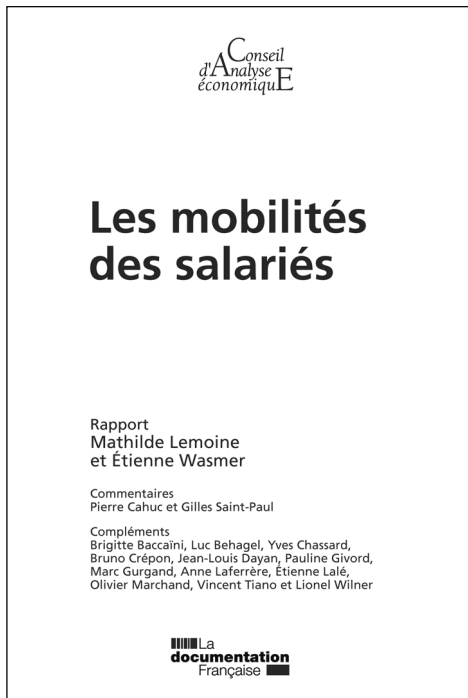 Conseil
d'Analyse
économiquE
Les mobilités
des salariés
Rapport
Mathilde Lemoine
et Étienne Wasmer
Commentaires
Pierre Cahuc et Gilles Saint-Paul
Compléments
Brigitte Baccaïni, Luc Behagel, Yves Chassard,
Bruno Crépon, Jean-Louis Dayan, Pauline Givord,
Marc Gurgand, Anne Laferrère, Étienne Lalé,
Olivier Marchand, Vincent Tiano et Lionel Wilner
La
documentation
Française